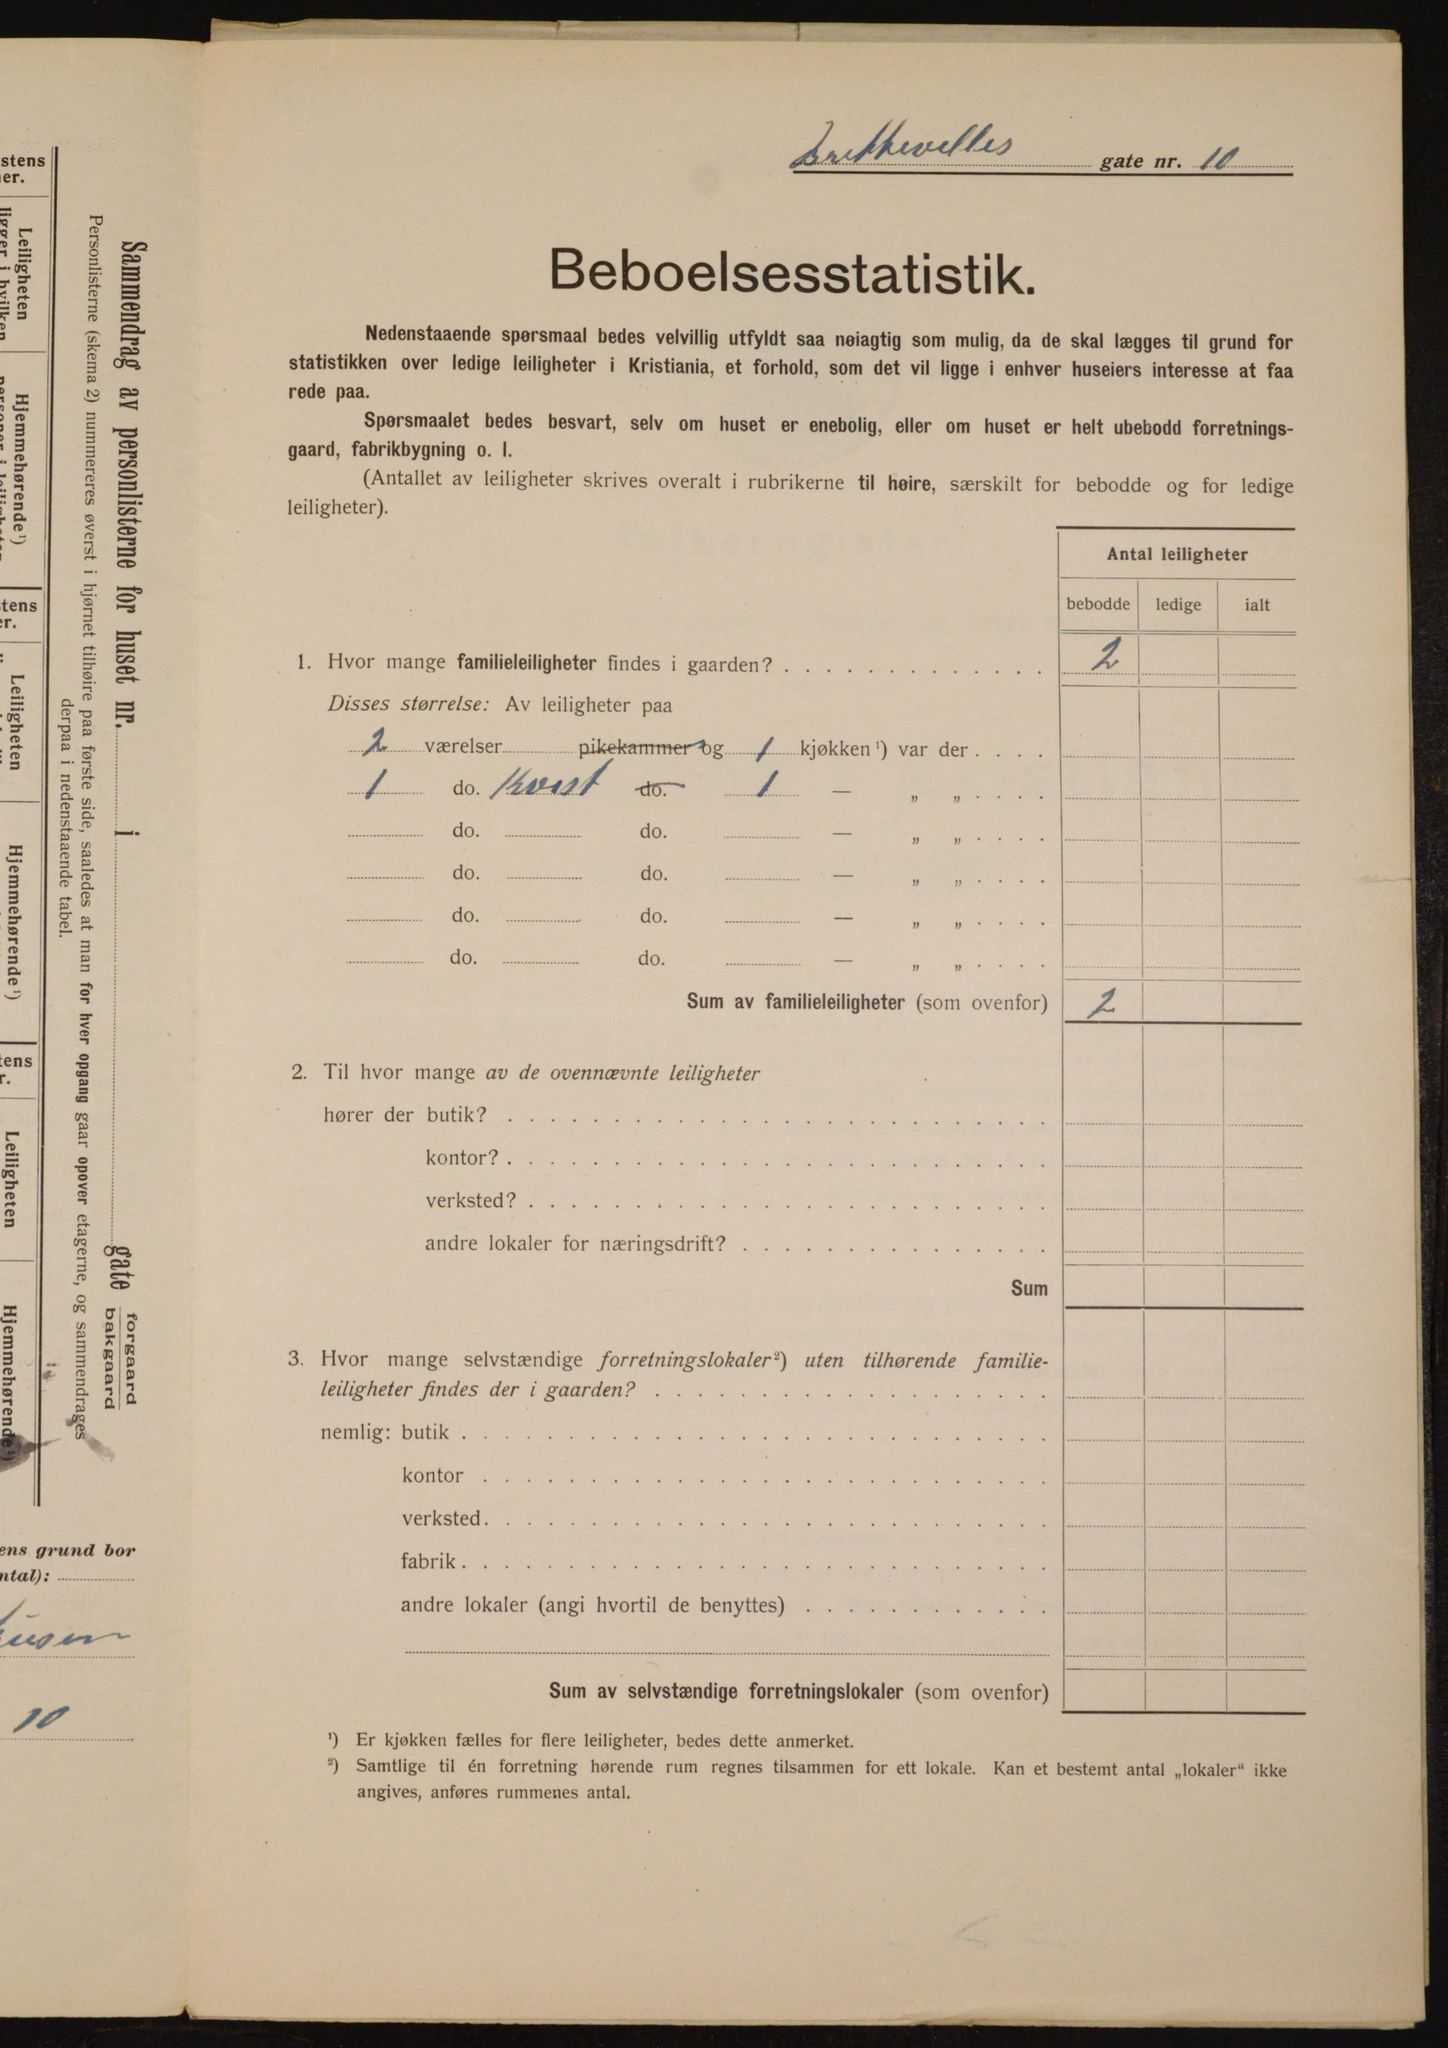 Brettevilles gate nr. 10
Beboelsesstatistik.
Nedenstaaende spørsmaal bedes velvillig utfyldt saa nøiagtig som mulig, da de skal lægges til grund for
statistikken over ledige leiligheter i Kristiania, et forhold, som det vil ligge i enhver huseiers interesse at faa
rede paa.
Spørsmaalet bedes besvart, selv om huset er enebolig, eller om huset er helt ubebodd forretnings-
gaard, fabrikbygning o. l.
(Antallet av leiligheter skrives overalt i rubrikerne til høire, særskilt for bebodde og for ledige
leiligheter).
Antal leiligheter
bebodde ledige ialt
1. Hvor mange familieleiligheter findes i gaarden? . . . . . . . . . . . . . 2
Disses størrelse: Av leiligheter paa
2 værelser pikekammer og 1 kjøkken ¹) var der . . . .
1 do. Kvist do. 1 — „ „ . . . .
do. do. — „ „ . . . .
do. do. — „ „ . . . .
do. do. — „ „ . . . .
do. do. — „ „ . . . .
Sum av familieleiligheter (som ovenfor) 2
2. Til hvor mange av de ovennævnte leiligheter
hører der butik? . . . . . . . . . . . . . . . . . . .
kontor? . . . . . . . . . . . . . . . . . . .
verksted? . . . . . . . . . . . . . . . . . . .
andre lokaler for næringsdrift? . . . . . . . . . . .
Sum
3. Hvor mange selvstændige forretningslokaler²) uten tilhørende familie-
leiligheter findes der i gaarden? . . . . . . . . . . . . . .
nemlig: butik . . . . . . . . . . . . . . . . . . . . .
kontor . . . . . . . . . . . . . . . . . . . .
verksted. . . . . . . . . . . . . . . . . . . .
fabrik. . . . . . . . . . . . . . . . . . . . .
andre lokaler (angi hvortil de benyttes) . . . . . . . . .
Sum av selvstændige forretningslokaler (som ovenfor)
¹) Er kjøkken fælles for flere leiligheter, bedes dette anmerket.
²) Samtlige til én forretning hørende rum regnes tilsammen for ett lokale. Kan et bestemt antal „lokaler“ ikke
angives, anføres rummenes antal.
Sammendrag av personlisterne for huset nr. i gate forgaard
bakgaard
Personlisterne (skema 2) nummereres øverst i hjørnet tilhøire paa første side, saaledes at man for hver opgang gaar opover etagerne, og sammendrages
derpaa i nedenstaaende tabel.
stens
er.
Leiligheten
ligger i hvilken
Hjemmehørende¹)
tens
er.
Leiligheten
Hjemmehørende¹)
tens
r.
Leiligheten
Hjemmehørende¹)
ens grund bor
ntal):
10